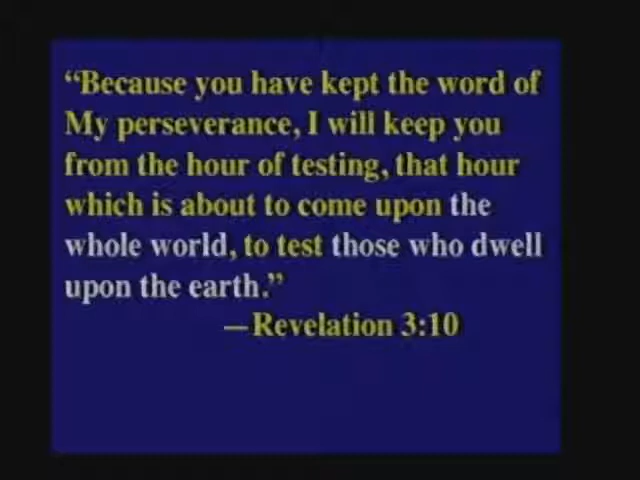 “Because you have kept the word of
My perseverance, I will keep you
from the hour of testing, that hour
which is about to come upon the
whole world, to test those who dwell
upon the earth.”
—Revelation 3:10